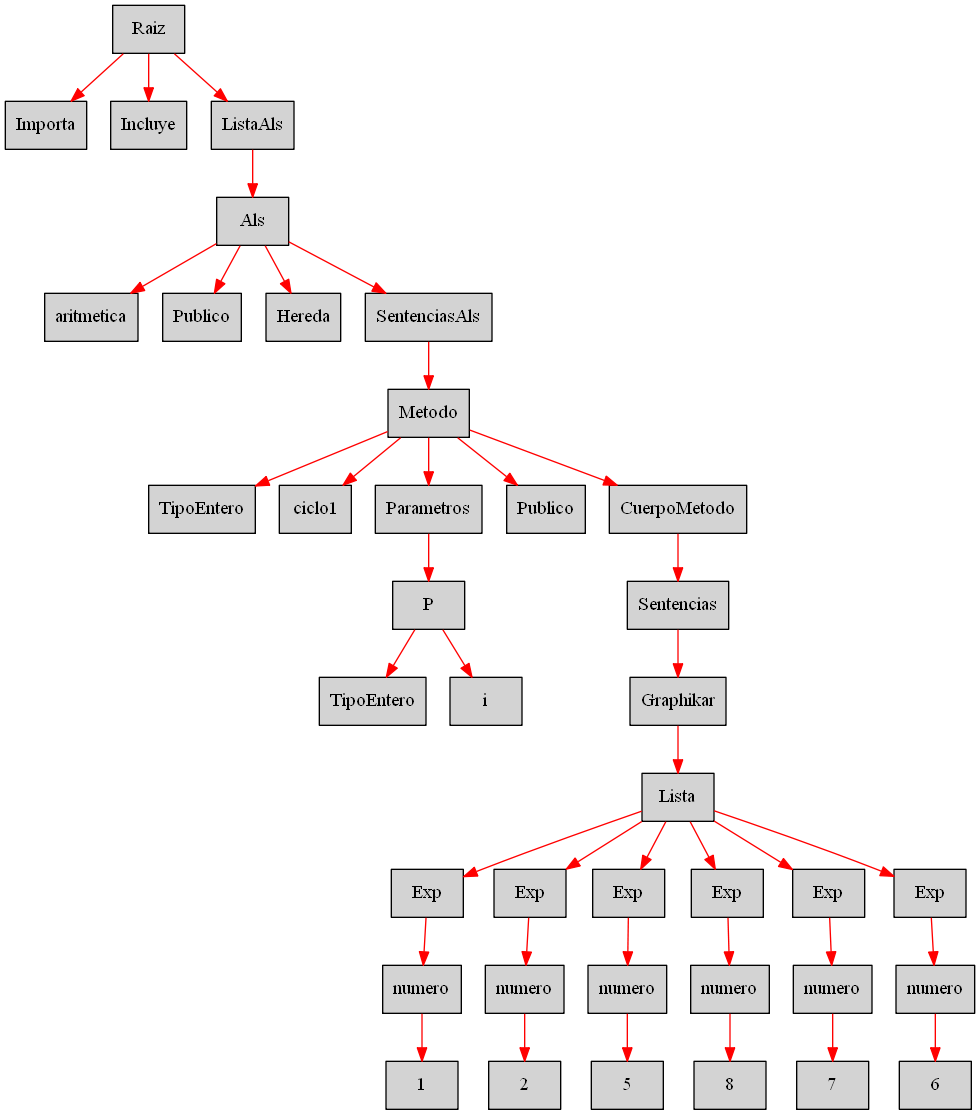 Raiz
Importa Incluye ListaAls
Als
aritmetica Publico Hereda SentenciasAls
Metodo
TipoEntero ciclo1 Parametros Publico CuerpoMetodo
P Sentencias
TipoEntero i Graphikar
Lista
Exp Exp Exp Exp Exp Exp
numero numero numero numero numero numero
1 2 5 8 7 6